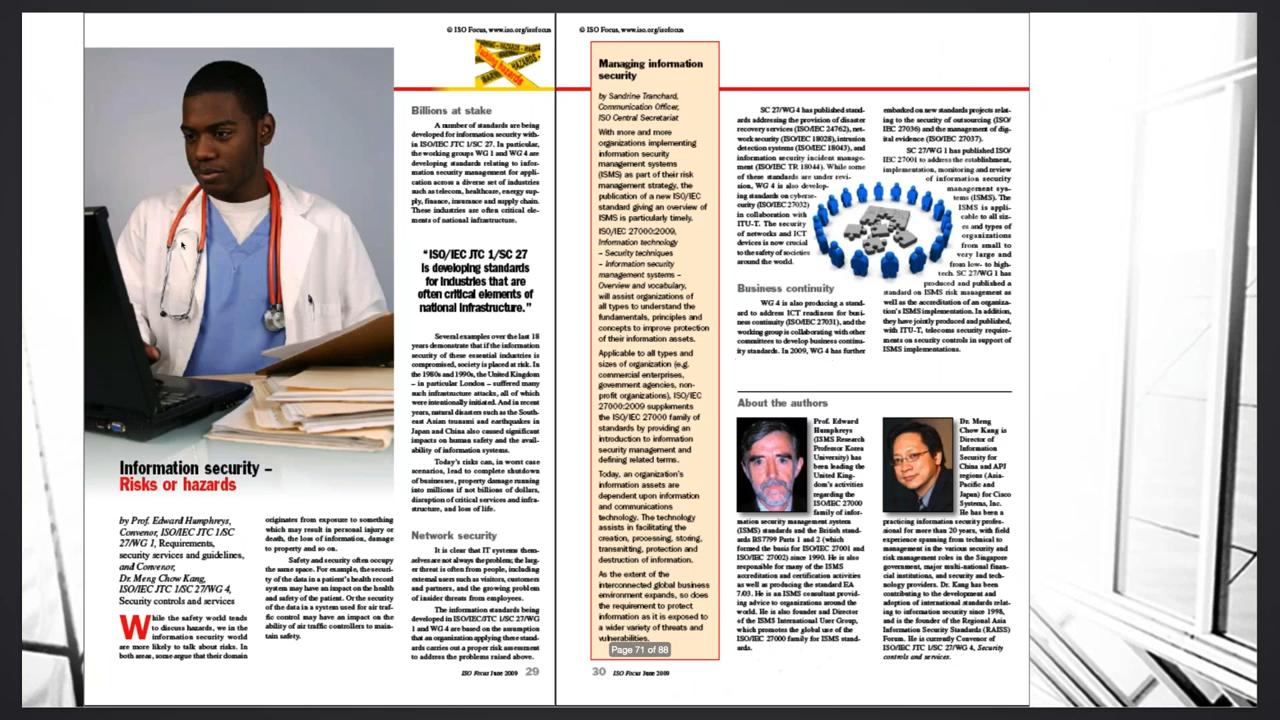 © ISO Focus, www.iso.org/isofocus
Information security –
Risks or hazards
by Prof. Edward Humphreys,
Convenor, ISO/IEC JTC 1/SC
27/WG 1, Requirements,
security services and guidelines,
and Convenor,
Dr. Meng Chow Kang,
ISO/IEC JTC 1/SC 27/WG 4,
Security controls and services
While the safety world tends
to discuss hazards, we in the
information security world
are more likely to talk about risks. In
both areas, some argue that their domain
originates from exposure to something
which may result in personal injury or
death, the loss of information, damage
to property and so on.
Safety and security often occupy
the same space. For example, the securi-
ty of the data in a patient's health record
system may have an impact on the health
and safety of the patient. Or the security
of the data in a system used for air traf-
fic control may have an impact on the
ability of air traffic controllers to main-
tain safety.
Billions at stake
A number of standards are being
developed for information security with-
in ISO/IEC JTC 1/SC 27. In particular,
the working groups WG 1 and WG 4 are
developing standards relating to infor-
mation security management for appli-
cation across a diverse set of industries
such as telecom, healthcare, energy sup-
ply, finance, insurance and supply chain.
These industries are often critical ele-
ments of national infrastructure.
"ISO/IEC JTC 1/SC 27
is developing standards
for industries that are
often critical elements of
national infrastructure."
Several examples over the last 18
years demonstrate that if the information
security of these essential industries is
compromised, society is placed at risk. In
the 1980s and 1990s, the United Kingdom
– in particular London – suffered many
such infrastructure attacks, all of which
were intentionally initiated. And in recent
years, natural disasters such as the South-
east Asian tsunami and earthquakes in
Japan and China also caused significant
impacts on human safety and the avail-
ability of information systems.
Today's risks can, in worst case
scenarios, lead to complete shutdown
of businesses, property damage running
into millions if not billions of dollars,
disruption of critical services and infra-
structure, and loss of life.
Network security
It is clear that IT systems them-
selves are not always the problem; the larg-
er threat is often from people, including
external users such as visitors, customers
and partners, and the growing problem
of insider threats from employees.
The information standards being
developed in ISO/IEC/JTC 1/SC 27/WG
1 and WG 4 are based on the assumption
that an organization applying these stand-
ards carries out a proper risk assessment
to address the problems raised above.
ISO Focus June 2009 29
© ISO Focus, www.iso.org/isofocus
Managing information
security
by Sandrine Tranchard,
Communication Officer,
ISO Central Secretariat
With more and more
organizations implementing
information security
management systems
(ISMS) as part of their risk
management strategy, the
publication of a new ISO/IEC
standard giving an overview of
ISMS is particularly timely.
ISO/IEC 27000:2009,
Information technology
– Security techniques
– Information security
management systems –
Overview and vocabulary,
will assist organizations of
all types to understand the
fundamentals, principles and
concepts to improve protection
of their information assets.
Applicable to all types and
sizes of organization (e.g.
commercial enterprises,
government agencies, non-
profit organizations), ISO/IEC
27000:2009 supplements
the ISO/IEC 27000 family of
standards by providing an
introduction to information
security management and
defining related terms.
Today, an organization's
information assets are
dependent upon information
and communications
technology. The technology
assists in facilitating the
creation, processing, storing,
transmitting, protection and
destruction of information.
As the extent of the
interconnected global business
environment expands, so does
the requirement to protect
information as it is exposed to
a wider variety of threats and
vulnerabilities.
Page 71 of 88
SC 27/WG 4 has published stand-
ards addressing the provision of disaster
recovery services (ISO/IEC 24762), net-
work security (ISO/IEC 18028), intrusion
detection systems (ISO/IEC 18043), and
information security incident manage-
ment (ISO/IEC TR 18044). While some
of these standards are under revi-
sion, WG 4 is also develop-
ing standards on cyberse-
curity (ISO/IEC 27032)
in collaboration with
ITU-T. The security
of networks and ICT
devices is now crucial
to the safety of societies
around the world.
Business continuity
WG 4 is also producing a stand-
ard to address ICT readiness for busi-
ness continuity (ISO/IEC 27031), and the
working group is collaborating with other
committees to develop business continu-
ity standards. In 2009, WG 4 has further
embarked on new standards projects relat-
ing to the security of outsourcing (ISO/
IEC 27036) and the management of dig-
ital evidence (ISO/IEC 27037).
SC 27/WG 1 has published ISO/
IEC 27001 to address the establishment,
implementation, monitoring and review
of information security
management sys-
tems (ISMS). The
ISMS is appli-
cable to all siz-
es and types of
organizations
from small to
very large and
from low- to high-
tech. SC 27/WG 1 has
produced and published a
standard on ISMS risk management as
well as the accreditation of an organiza-
tion's ISMS implementation. In addition,
they have jointly produced and published,
with ITU-T, telecoms security require-
ments on security controls in support of
ISMS implementations.
About the authors
Prof. Edward
Humphreys
(ISMS Research
Professor Korea
University) has
been leading the
United King-
dom's activities
regarding the
ISO/IEC 27000
family of infor-
mation security management system
(ISMS) standards and the British stand-
ards BS7799 Parts 1 and 2 (which
formed the basis for ISO/IEC 27001 and
ISO/IEC 27002) since 1990. He is also
responsible for many of the ISMS
accreditation and certification activities
as well as producing the standard EA
7.03. He is an ISMS consultant provid-
ing advice to organizations around the
world. He is also founder and Director
of the ISMS International User Group,
which promotes the global use of the
ISO/IEC 27000 family for ISMS stand-
ards.
Dr. Meng
Chow Kang is
Director of
Information
Security for
China and APJ
regions (Asia-
Pacific and
Japan) for Cisco
Systems, Inc.
He has been a
practicing information security profes-
sional for more than 20 years, with field
experience spanning from technical to
management in the various security and
risk management roles in the Singapore
government, major multi-national finan-
cial institutions, and security and tech-
nology providers. Dr. Kang has been
contributing to the development and
adoption of international standards relat-
ing to information security since 1998,
and is the founder of the Regional Asia
Information Security Standards (RAISS)
Forum. He is currently Convenor of
ISO/IEC JTC 1/SC 27/WG 4, Security
controls and services.
30 ISO Focus June 2009